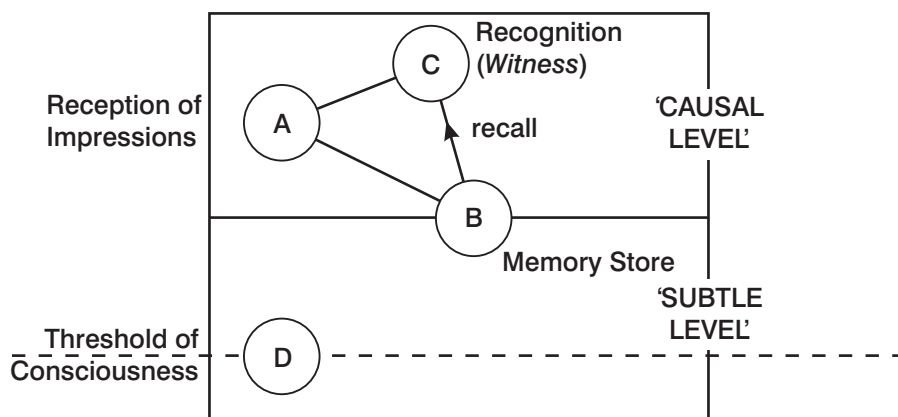 Recognition
(Witness)
C
Reception of
Impressions
A
'CAUSAL
LEVEL'
recall
B
Memory Store
'SUBTLE
LEVEL'
Threshold of
Consciousness
D